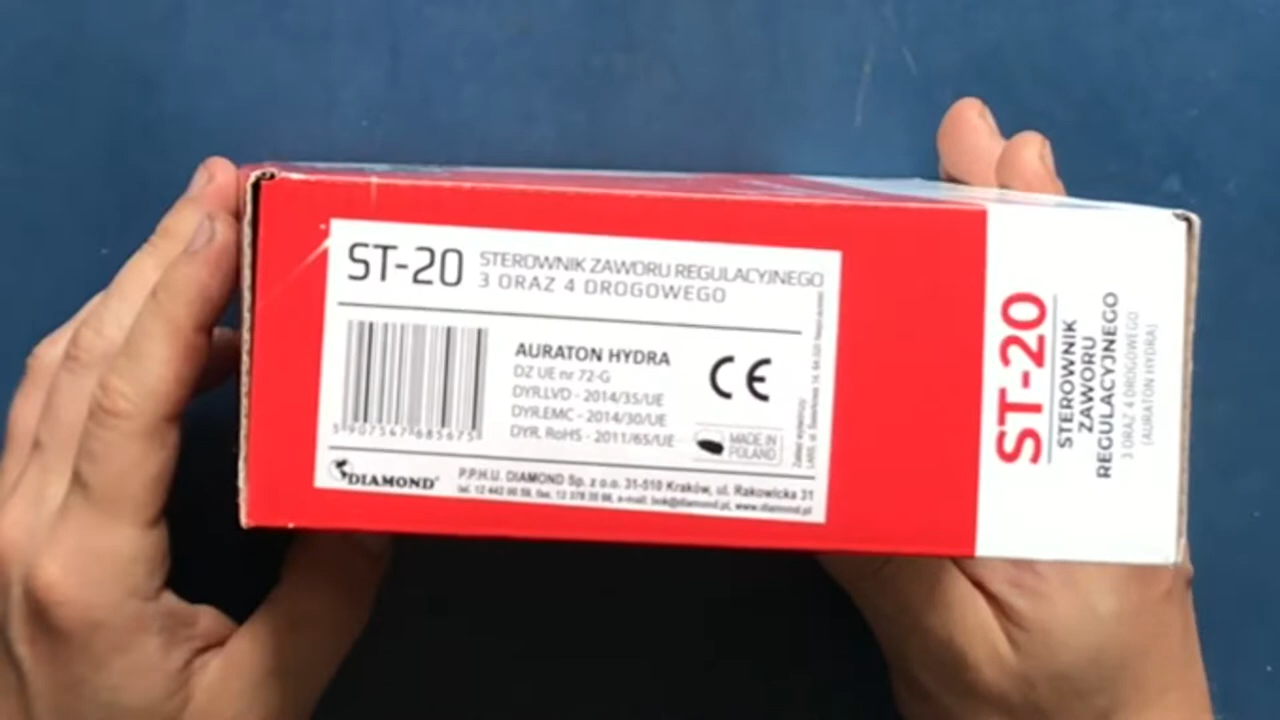 ST-20
STEROWNIK ZAWORU REGULACYJNEGO
3 ORAZ 4 DROGOWEGO
AURATON HYDRA
DZ UE nr 72-G
DYR.LVD - 2014/35/UE
DYR.EMC - 2014/30/UE
DYR. RoHS - 2011/65/UE
CE
MADE IN
POLAND
5 907547 685675
DIAMOND
P.P.H.U. DIAMOND Sp. z o.o. 31-510 Kraków, ul. Rakowicka 31
www.diamond.pl
ST-20
STEROWNIK
ZAWORU
REGULACYJNEGO
3 ORAZ 4 DROGOWEGO
(AURATON HYDRA)